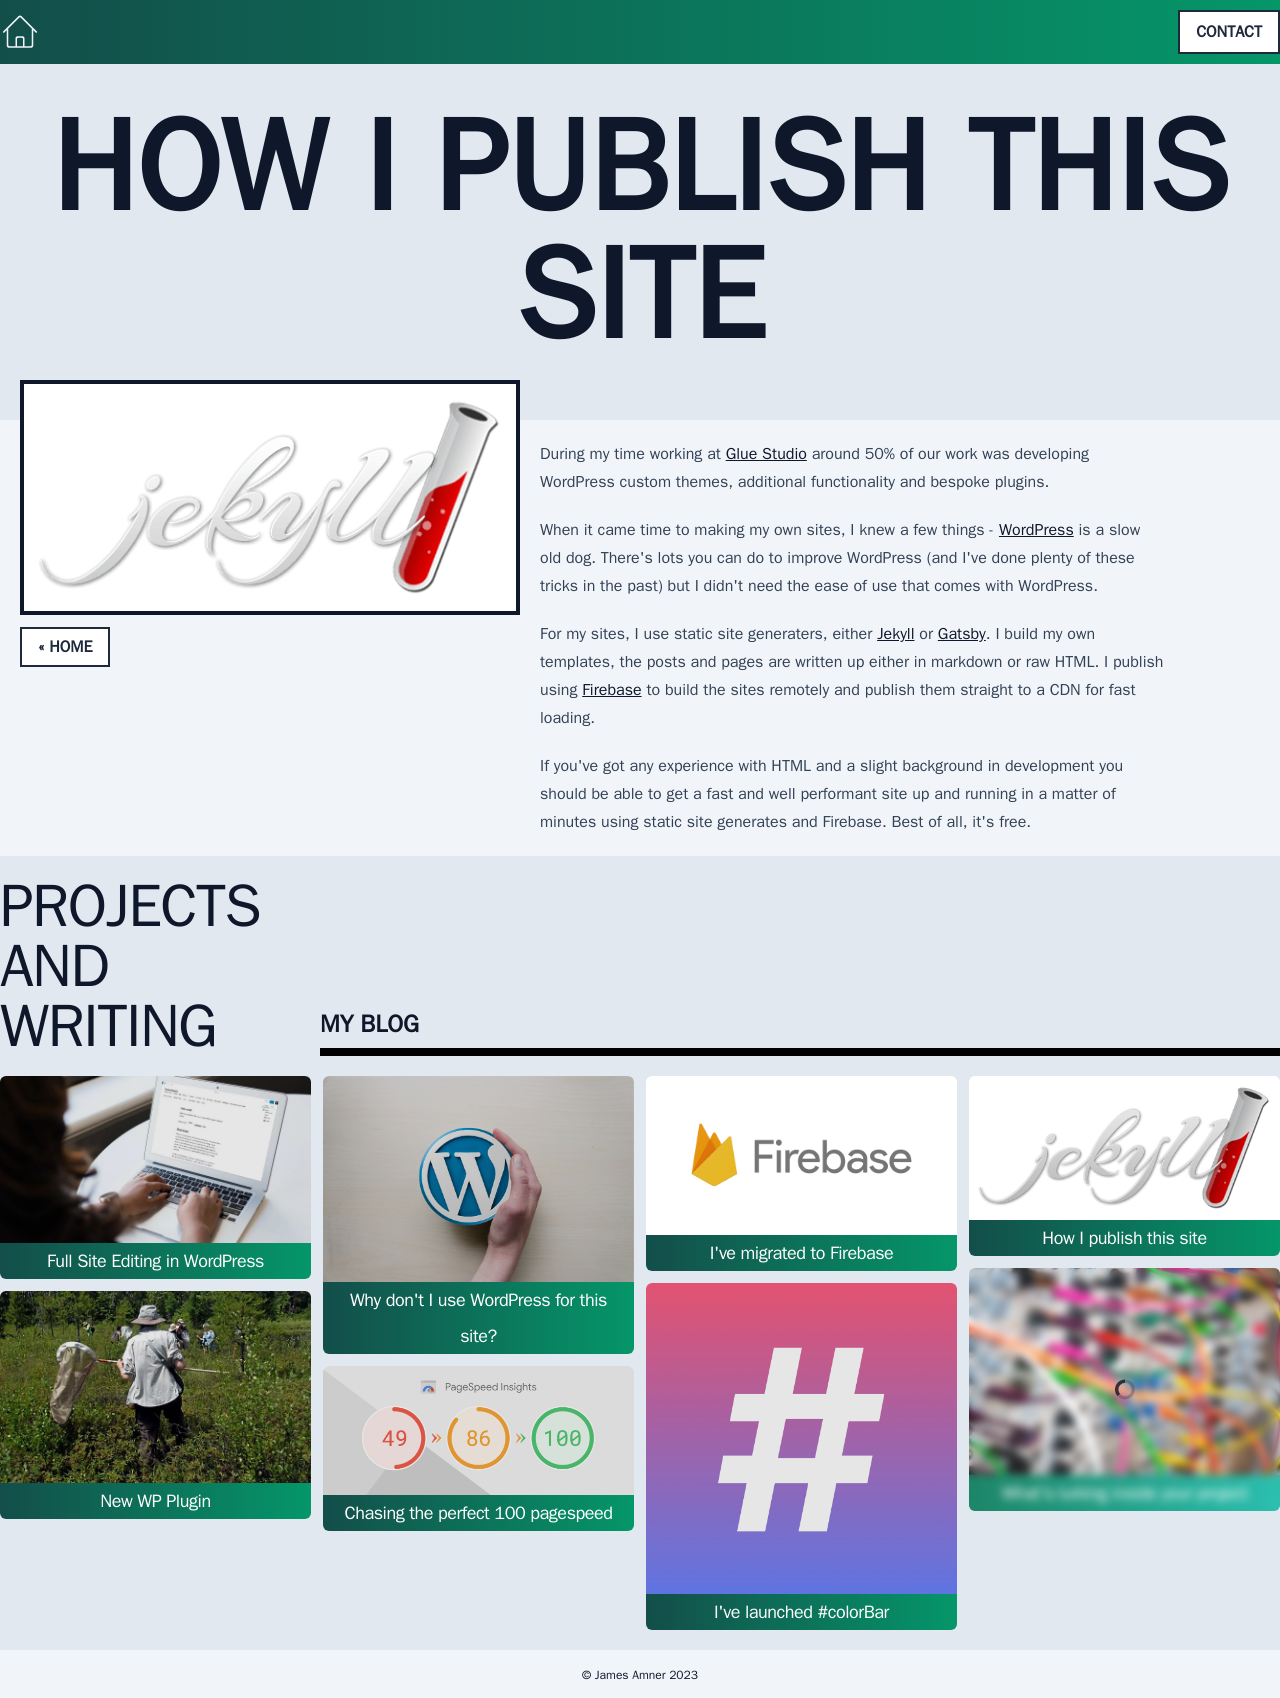 CONTACT
HOW I PUBLISH THIS
SITE
jekyll
« HOME
During my time working at Glue Studio around 50% of our work was developing
WordPress custom themes, additional functionality and bespoke plugins.
When it came time to making my own sites, I knew a few things - WordPress is a slow
old dog. There's lots you can do to improve WordPress (and I've done plenty of these
tricks in the past) but I didn't need the ease of use that comes with WordPress.
For my sites, I use static site generaters, either Jekyll or Gatsby. I build my own
templates, the posts and pages are written up either in markdown or raw HTML. I publish
using Firebase to build the sites remotely and publish them straight to a CDN for fast
loading.
If you've got any experience with HTML and a slight background in development you
should be able to get a fast and well performant site up and running in a matter of
minutes using static site generates and Firebase. Best of all, it's free.
PROJECTS
AND
WRITING
MY BLOG
Full Site Editing in WordPress
New WP Plugin
W
Why don't I use WordPress for this
site?
PageSpeed Insights
49 » 86 » 100
Chasing the perfect 100 pagespeed
Firebase
I've migrated to Firebase
#
I've launched #colorBar
jekyll
How I publish this site
What's lurking inside your project
© James Amner 2023